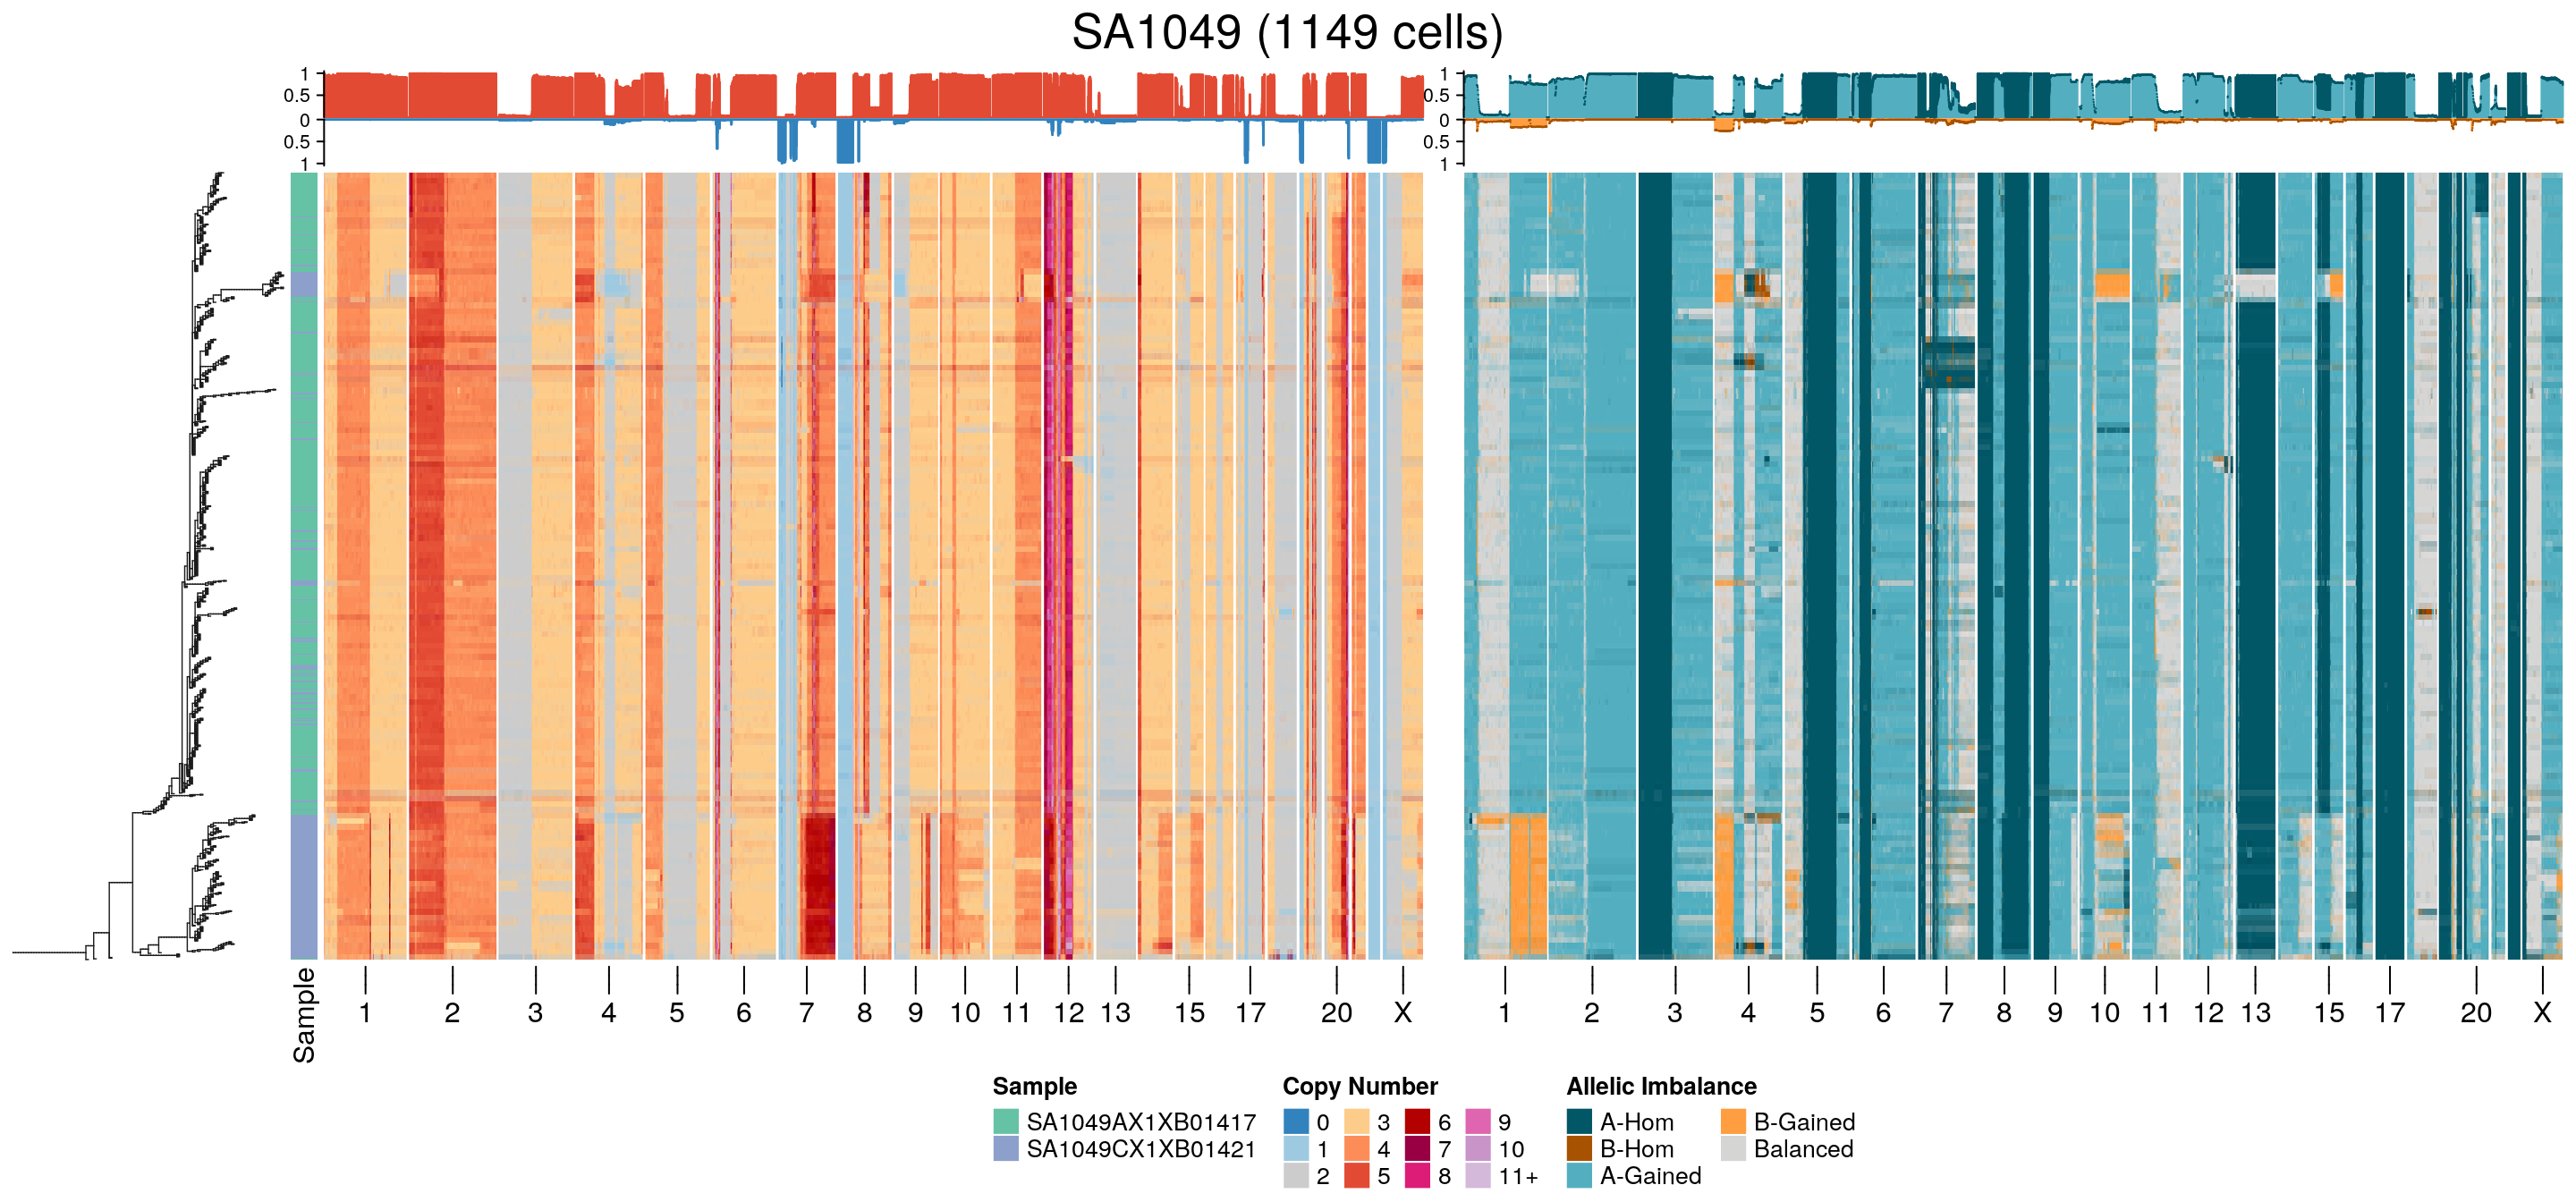 SA1049 (1149 cells)
1
0.5
0
0.5
1
1
0.5
0
0.5
1
Sample
1 2 3 4 5 6 7 8 9 10 11 12 13 15 17 20 X
1 2 3 4 5 6 7 8 9 10 11 12 13 15 17 20 X
Sample
SA1049AX1XB01417
SA1049CX1XB01421
Copy Number
0 3 6 9
1 4 7 10
2 5 8 11+
Allelic Imbalance
A-Hom B-Gained
B-Hom Balanced
A-Gained